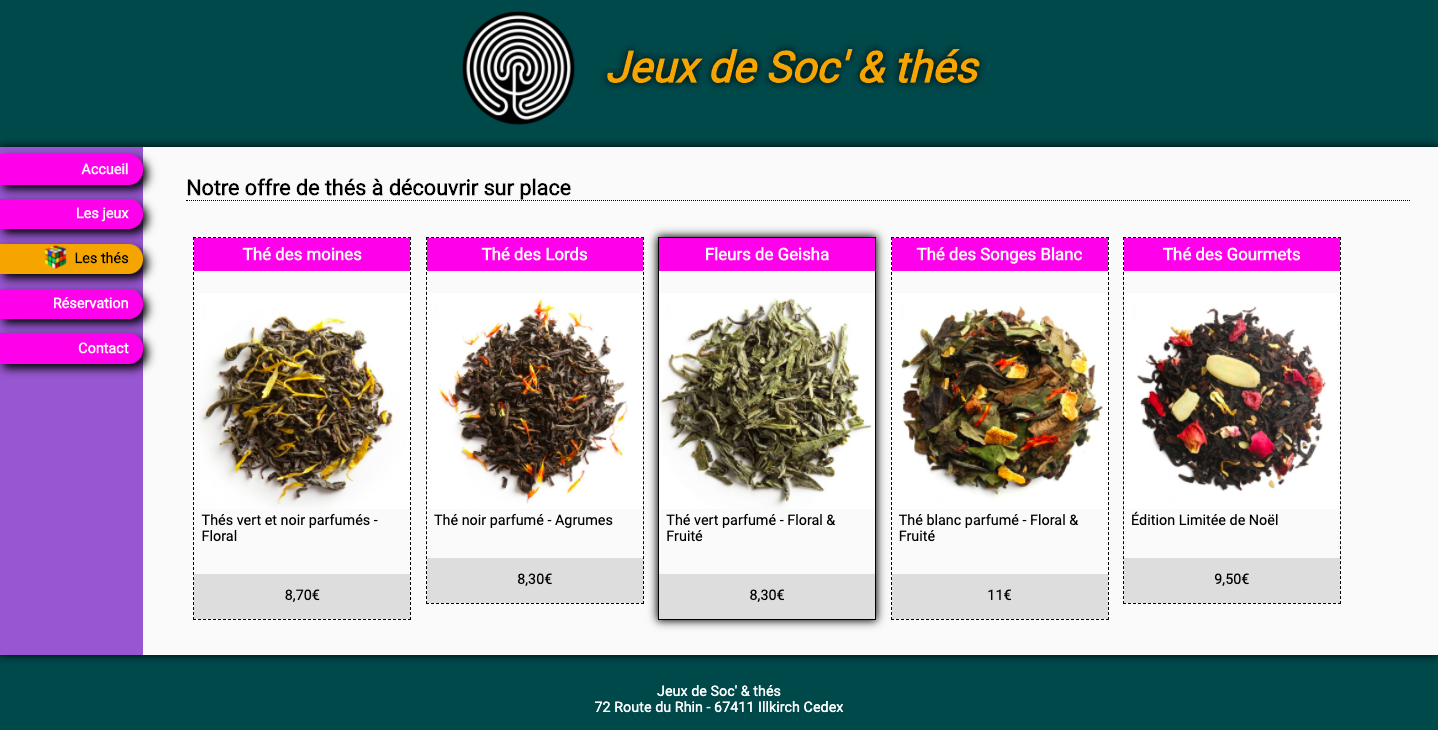 Jeux de Soc' & thés
Accueil
Les jeux
Les thés
Réservation
Contact
Notre offre de thés à découvrir sur place
Thé des moines
Thés vert et noir parfumés -
Floral
8,70€
Thé des Lords
Thé noir parfumé - Agrumes
8,30€
Fleurs de Geisha
Thé vert parfumé - Floral &
Fruité
8,30€
Thé des Songes Blanc
Thé blanc parfumé - Floral &
Fruité
11€
Thé des Gourmets
Édition Limitée de Noël
9,50€
Jeux de Soc' & thés
72 Route du Rhin - 67411 Illkirch Cedex